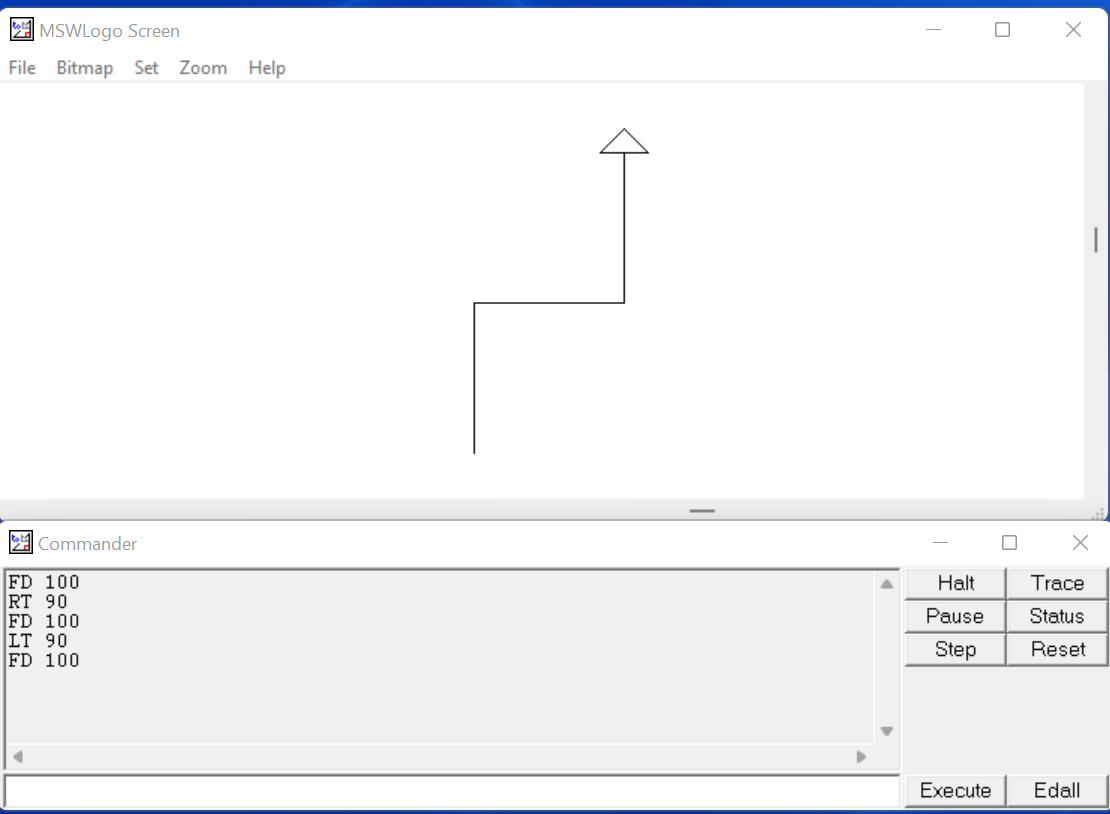 MSWLogo Screen
File Bitmap Set Zoom Help
Commander
FD 100
RT 90
FD 100
LT 90
FD 100
Halt Trace
Pause Status
Step Reset
Execute Edall